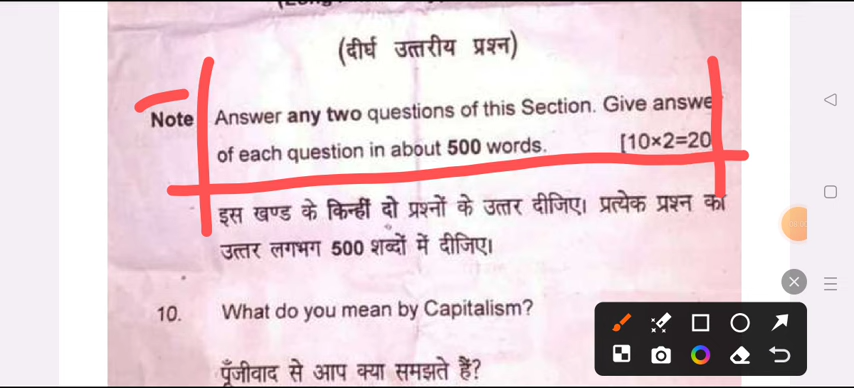 (दीर्घ उत्तरीय प्रश्न)
Note Answer any two questions of this Section. Give answe
of each question in about 500 words. [10×2=20
इस खण्ड के किन्हीं दो प्रश्नों के उत्तर दीजिए। प्रत्येक प्रश्न का
उत्तर लगभग 500 शब्दों में दीजिए।
10. What do you mean by Capitalism?
पूँजीवाद से आप क्या समझते हैं?